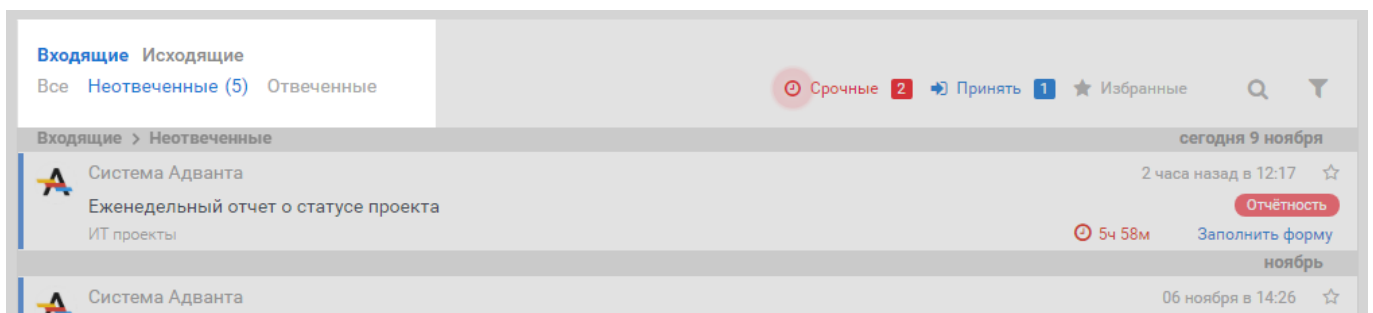 Входящие Исходящие
Все Неотвеченные (5) Отвеченные
Срочные 2 Принять 1 Избранные
Входящие > Неотвеченные сегодня 9 ноября
Система Адванта 2 часа назад в 12:17
Еженедельный отчет о статусе проекта Отчётность
ИТ проекты 5ч 58м Заполнить форму
ноябрь
Система Адванта 06 ноября в 14:26